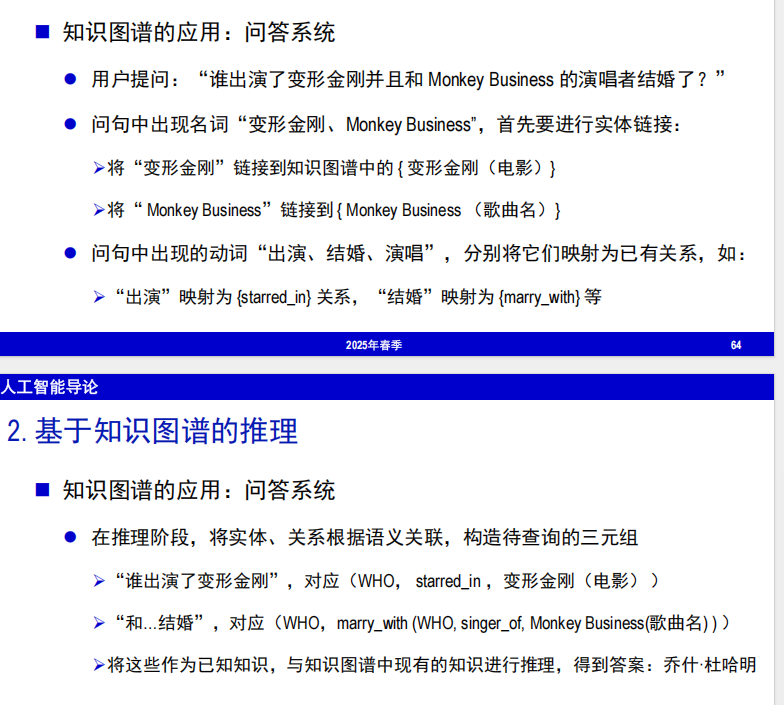 知识图谱的应用：问答系统
用户提问：“谁出演了变形金刚并且和 Monkey Business 的演唱者结婚了？”
问句中出现名词“变形金刚、Monkey Business”，首先要进行实体链接：
将“变形金刚”链接到知识图谱中的 { 变形金刚（电影）}
将“ Monkey Business”链接到 { Monkey Business （歌曲名）}
问句中出现的动词“出演、结婚、演唱”，分别将它们映射为已有关系，如：
“出演”映射为 {starred_in} 关系，“结婚”映射为 {marry_with} 等
2025年春季 64
人工智能导论
2. 基于知识图谱的推理
知识图谱的应用：问答系统
在推理阶段，将实体、关系根据语义关联，构造待查询的三元组
“谁出演了变形金刚”，对应（WHO， starred_in ，变形金刚（电影））
“和…结婚”，对应（WHO，marry_with (WHO, singer_of, Monkey Business(歌曲名) ) ）
将这些作为已知知识，与知识图谱中现有的知识进行推理，得到答案：乔什·杜哈明